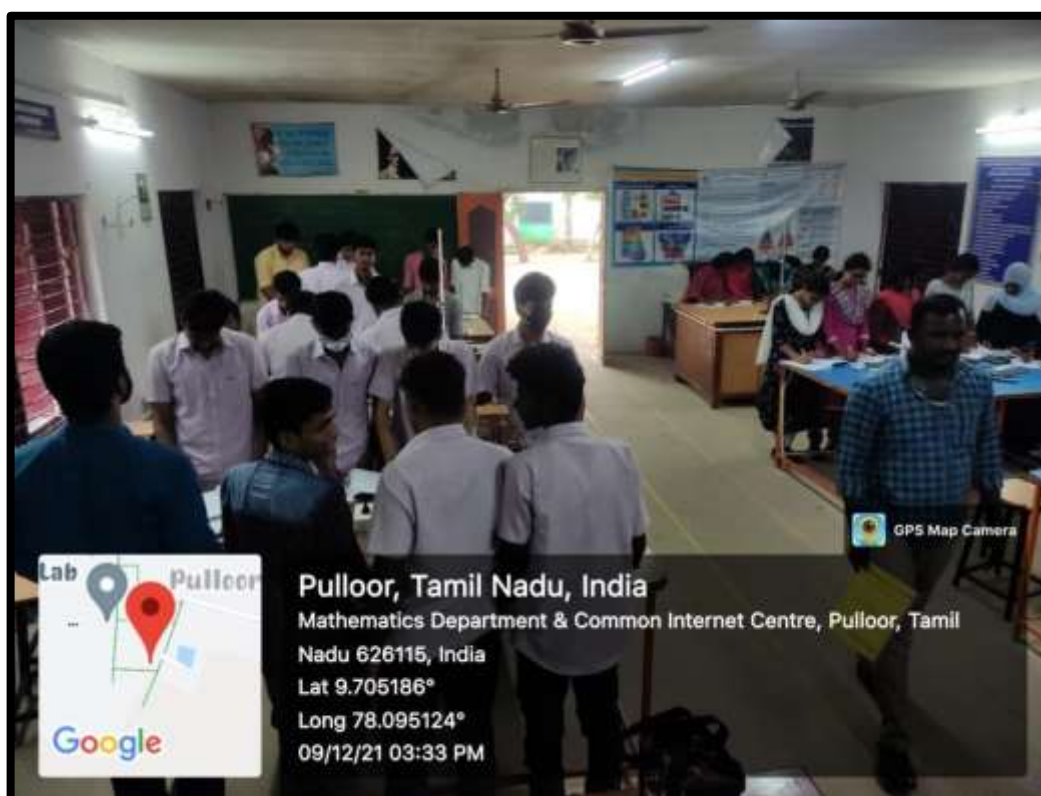 GPS Map Camera
Lab
Pulloor
...
Google
Pulloor, Tamil Nadu, India
Mathematics Department & Common Internet Centre, Pulloor, Tamil
Nadu 626115, India
Lat 9.705186°
Long 78.095124°
09/12/21 03:33 PM